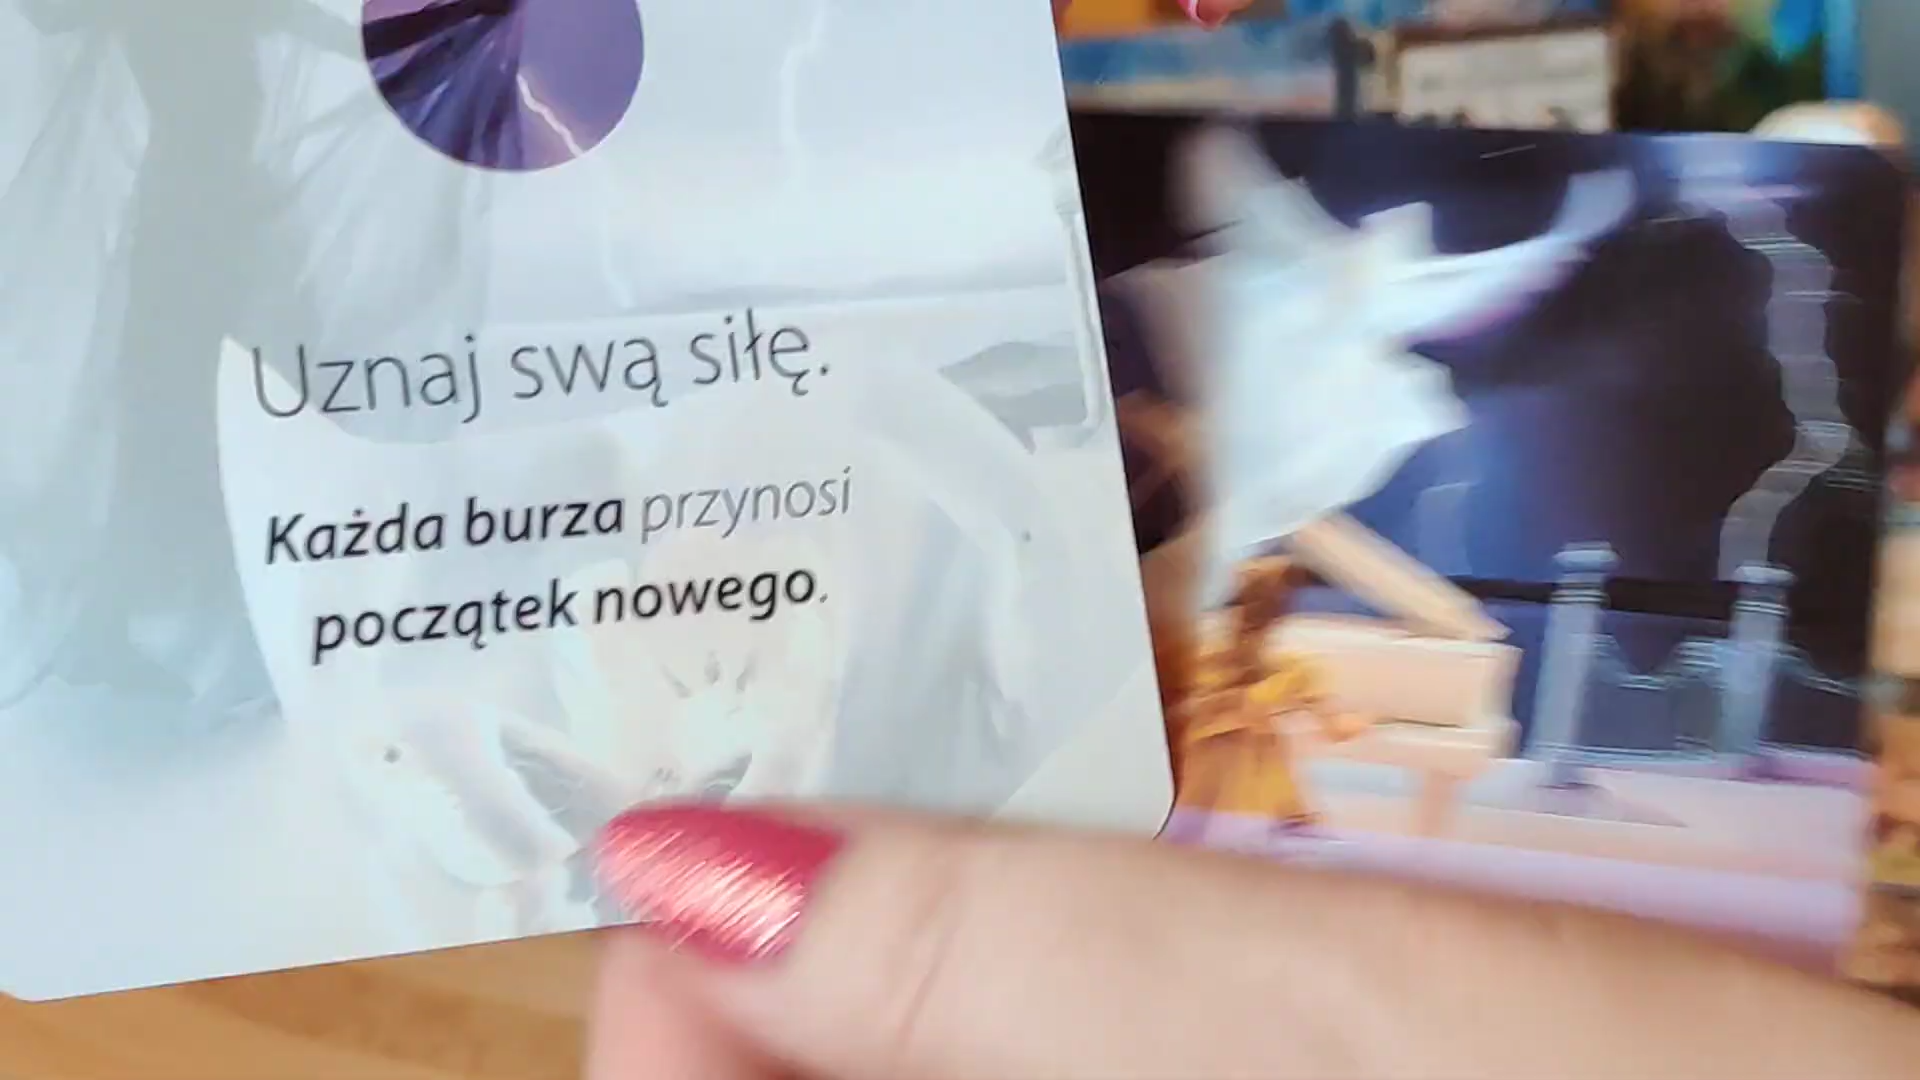 Uznaj swą siłę.
Każda burza przynosi
początek nowego.